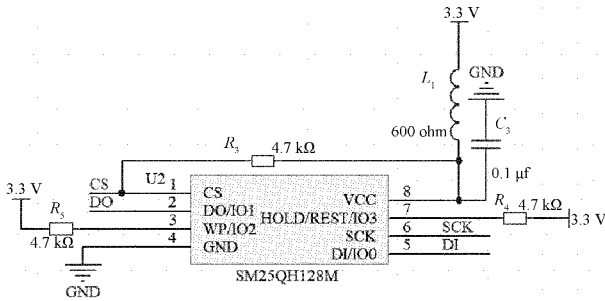 3.3 V
GND
L1
C3
600 ohm
R3 4.7 kΩ
0.1 μf
CS U2 1 CS VCC 8
DO 2 DO/IO1 HOLD/REST/IO3 7 R4 4.7 kΩ
3.3 V R5 4.7 kΩ 3 WP/IO2 SCK 6 SCK 3.3 V
4 GND DI/IO0 5 DI
GND
SM25QH128M